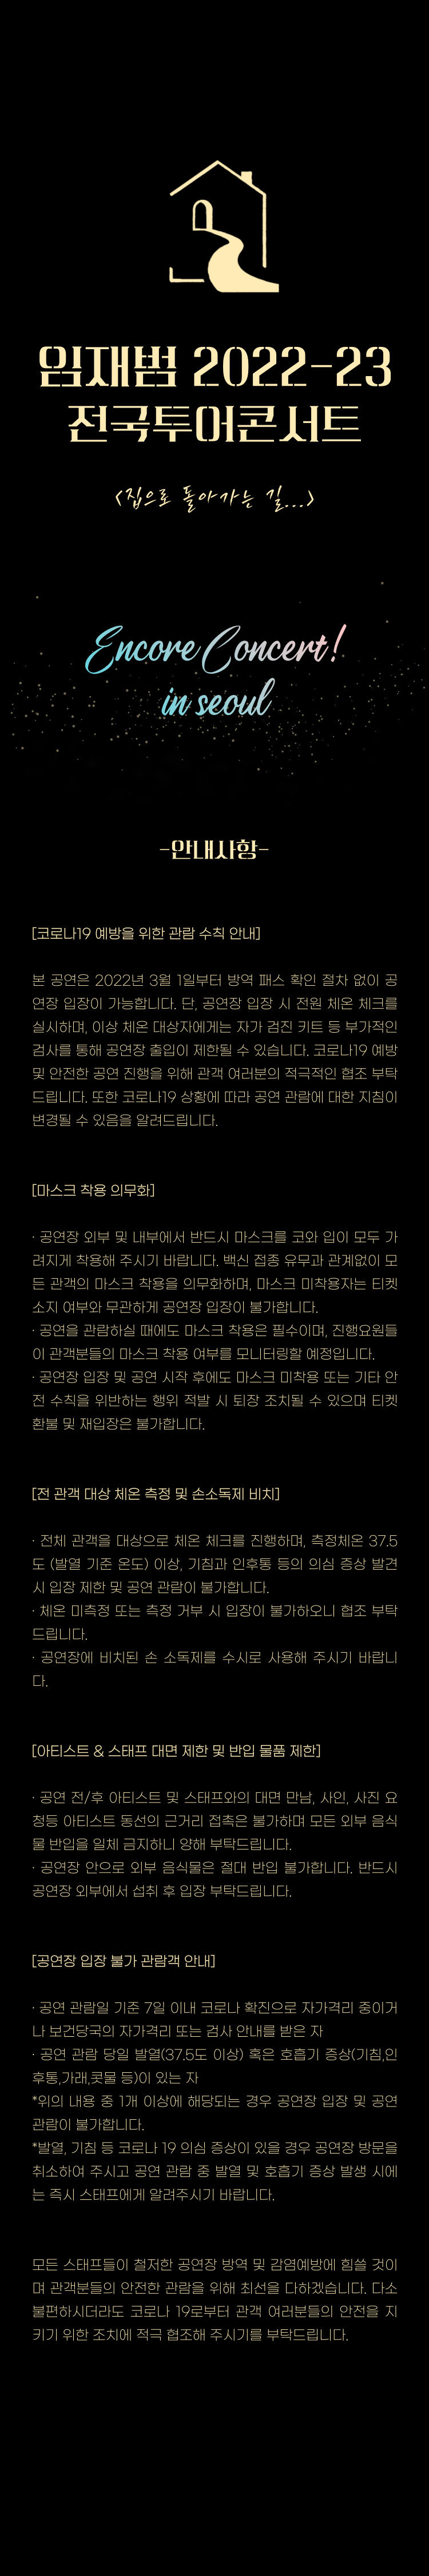 임재범 2022-23
전국투어콘서트
<집으로 돌아가는 길...>
Encore Concert!
in seoul
-안내사항-
[코로나19 예방을 위한 관람 수칙 안내]
본 공연은 2022년 3월 1일부터 방역 패스 확인 절차 없이 공
연장 입장이 가능합니다. 단, 공연장 입장 시 전원 체온 체크를
실시하며, 이상 체온 대상자에게는 자가 검진 키트 등 부가적인
검사를 통해 공연장 출입이 제한될 수 있습니다. 코로나19 예방
및 안전한 공연 진행을 위해 관객 여러분의 적극적인 협조 부탁
드립니다. 또한 코로나19 상황에 따라 공연 관람에 대한 지침이
변경될 수 있음을 알려드립니다.
[마스크 착용 의무화]
· 공연장 외부 및 내부에서 반드시 마스크를 코와 입이 모두 가
려지게 착용해 주시기 바랍니다. 백신 접종 유무과 관계없이 모
든 관객의 마스크 착용을 의무화하며, 마스크 미착용자는 티켓
소지 여부와 무관하게 공연장 입장이 불가합니다.
· 공연을 관람하실 때에도 마스크 착용은 필수이며, 진행요원들
이 관객분들의 마스크 착용 여부를 모니터링할 예정입니다.
· 공연장 입장 및 공연 시작 후에도 마스크 미착용 또는 기타 안
전 수칙을 위반하는 행위 적발 시 퇴장 조치될 수 있으며 티켓
환불 및 재입장은 불가합니다.
[전 관객 대상 체온 측정 및 손소독제 비치]
· 전체 관객을 대상으로 체온 체크를 진행하며, 측정체온 37.5
도 (발열 기준 온도) 이상, 기침과 인후통 등의 의심 증상 발견
시 입장 제한 및 공연 관람이 불가합니다.
· 체온 미측정 또는 측정 거부 시 입장이 불가하오니 협조 부탁
드립니다.
· 공연장에 비치된 손 소독제를 수시로 사용해 주시기 바랍니
다.
[아티스트 & 스태프 대면 제한 및 반입 물품 제한]
· 공연 전/후 아티스트 및 스태프와의 대면 만남, 사인, 사진 요
청등 아티스트 동선의 근거리 접촉은 불가하며 모든 외부 음식
물 반입을 일체 금지하니 양해 부탁드립니다.
· 공연장 안으로 외부 음식물은 절대 반입 불가합니다. 반드시
공연장 외부에서 섭취 후 입장 부탁드립니다.
[공연장 입장 불가 관람객 안내]
· 공연 관람일 기준 7일 이내 코로나 확진으로 자가격리 중이거
나 보건당국의 자가격리 또는 검사 안내를 받은 자
· 공연 관람 당일 발열(37.5도 이상) 혹은 호흡기 증상(기침,인
후통,가래,콧물 등)이 있는 자
*위의 내용 중 1개 이상에 해당되는 경우 공연장 입장 및 공연
관람이 불가합니다.
*발열, 기침 등 코로나 19 의심 증상이 있을 경우 공연장 방문을
취소하여 주시고 공연 관람 중 발열 및 호흡기 증상 발생 시에
는 즉시 스태프에게 알려주시기 바랍니다.
모든 스태프들이 철저한 공연장 방역 및 감염예방에 힘쓸 것이
며 관객분들의 안전한 관람을 위해 최선을 다하겠습니다. 다소
불편하시더라도 코로나 19로부터 관객 여러분들의 안전을 지
키기 위한 조치에 적극 협조해 주시기를 부탁드립니다.